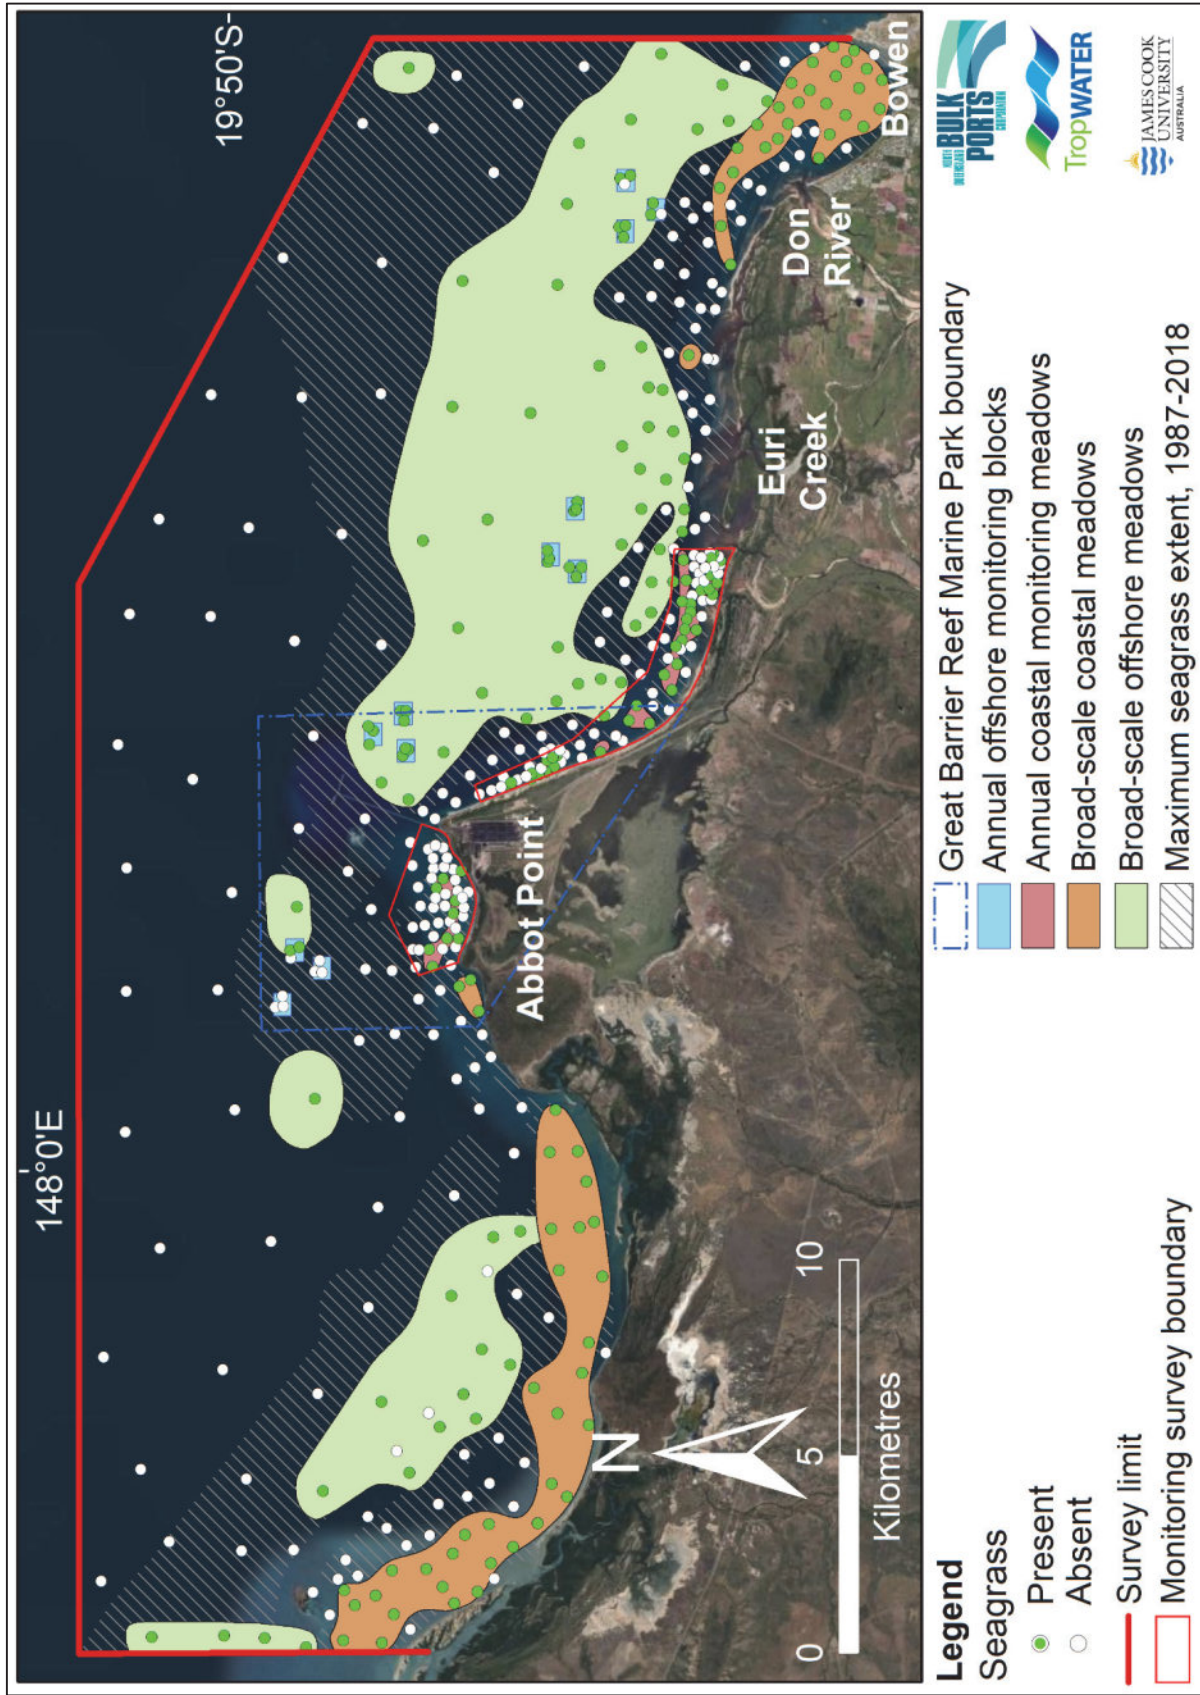 148°0'E
19°50'S
Abbot Point
Euri
Creek
Don
River
Bowen
N
0
5
10
Kilometres
Legend
Seagrass
Present
Absent
Survey limit
Monitoring survey boundary
Great Barrier Reef Marine Park boundary
Annual offshore monitoring blocks
Annual coastal monitoring meadows
Broad-scale coastal meadows
Broad-scale offshore meadows
Maximum seagrass extent, 1987-2018
NORTH
QUEENSLAND
BULK
PORTS
CORPORATION
TropWATER
JAMES COOK
UNIVERSITY
AUSTRALIA